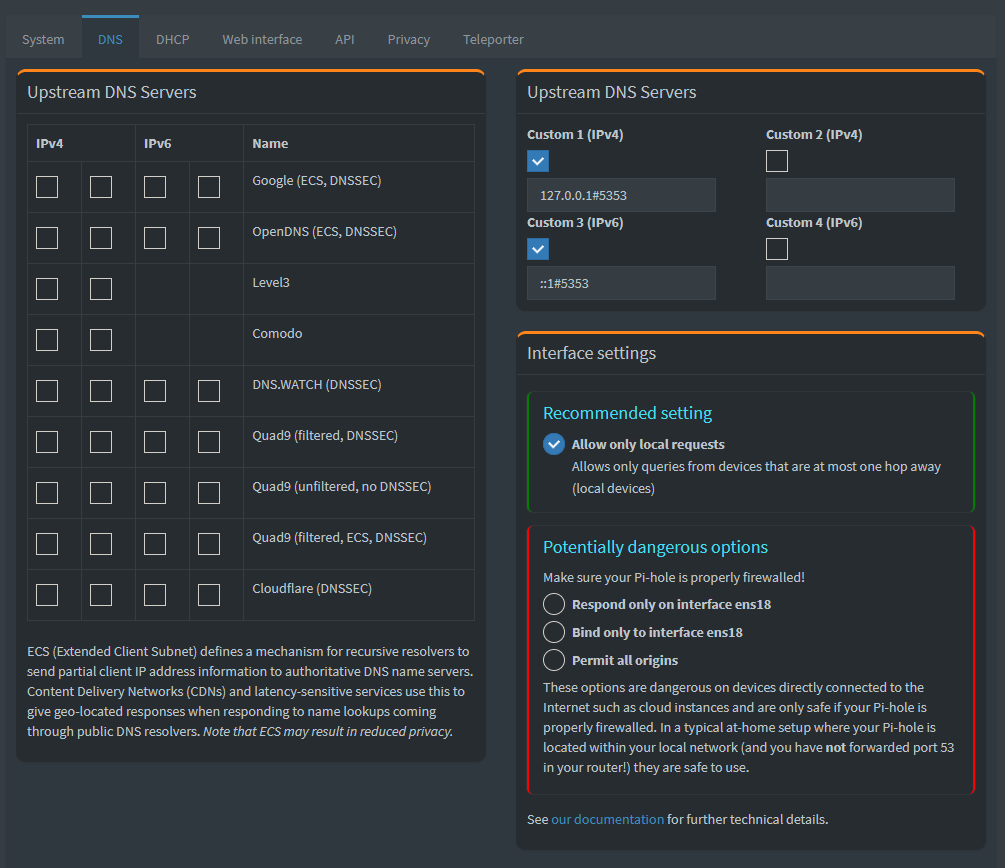 System DNS DHCP Web interface API Privacy Teleporter
Upstream DNS Servers
IPv4 IPv6 Name
Google (ECS, DNSSEC)
OpenDNS (ECS, DNSSEC)
Level3
Comodo
DNS.WATCH (DNSSEC)
Quad9 (filtered, DNSSEC)
Quad9 (unfiltered, no DNSSEC)
Quad9 (filtered, ECS, DNSSEC)
Cloudflare (DNSSEC)
ECS (Extended Client Subnet) defines a mechanism for recursive resolvers to
send partial client IP address information to authoritative DNS name servers.
Content Delivery Networks (CDNs) and latency-sensitive services use this to
give geo-located responses when responding to name lookups coming
through public DNS resolvers. Note that ECS may result in reduced privacy.
Upstream DNS Servers
Custom 1 (IPv4) Custom 2 (IPv4)
127.0.0.1#5353
Custom 3 (IPv6) Custom 4 (IPv6)
::1#5353
Interface settings
Recommended setting
Allow only local requests
Allows only queries from devices that are at most one hop away
(local devices)
Potentially dangerous options
Make sure your Pi-hole is properly firewalled!
Respond only on interface ens18
Bind only to interface ens18
Permit all origins
These options are dangerous on devices directly connected to the
Internet such as cloud instances and are only safe if your Pi-hole is
properly firewalled. In a typical at-home setup where your Pi-hole is
located within your local network (and you have not forwarded port 53
in your router!) they are safe to use.
See our documentation for further technical details.